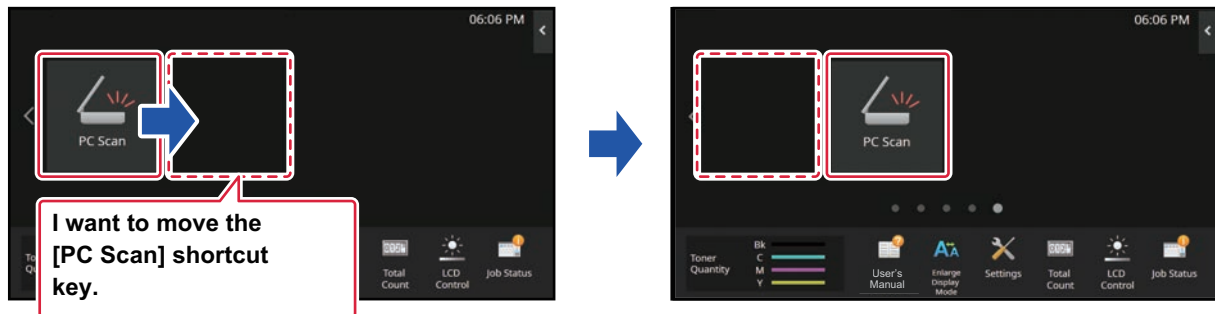 06:06 PM
PC Scan
I want to move the
[PC Scan] shortcut
key.
Total
Count
LCD
Control
Job Status
06:06 PM
PC Scan
Toner
Quantity
Bk
C
M
Y
User's
Manual
Enlarge
Display
Mode
Settings
Total
Count
LCD
Control
Job Status